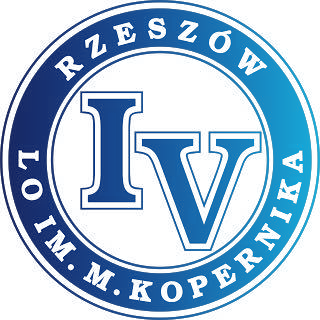 RZESZÓW
IV
LO IM. M. KOPERNIKA